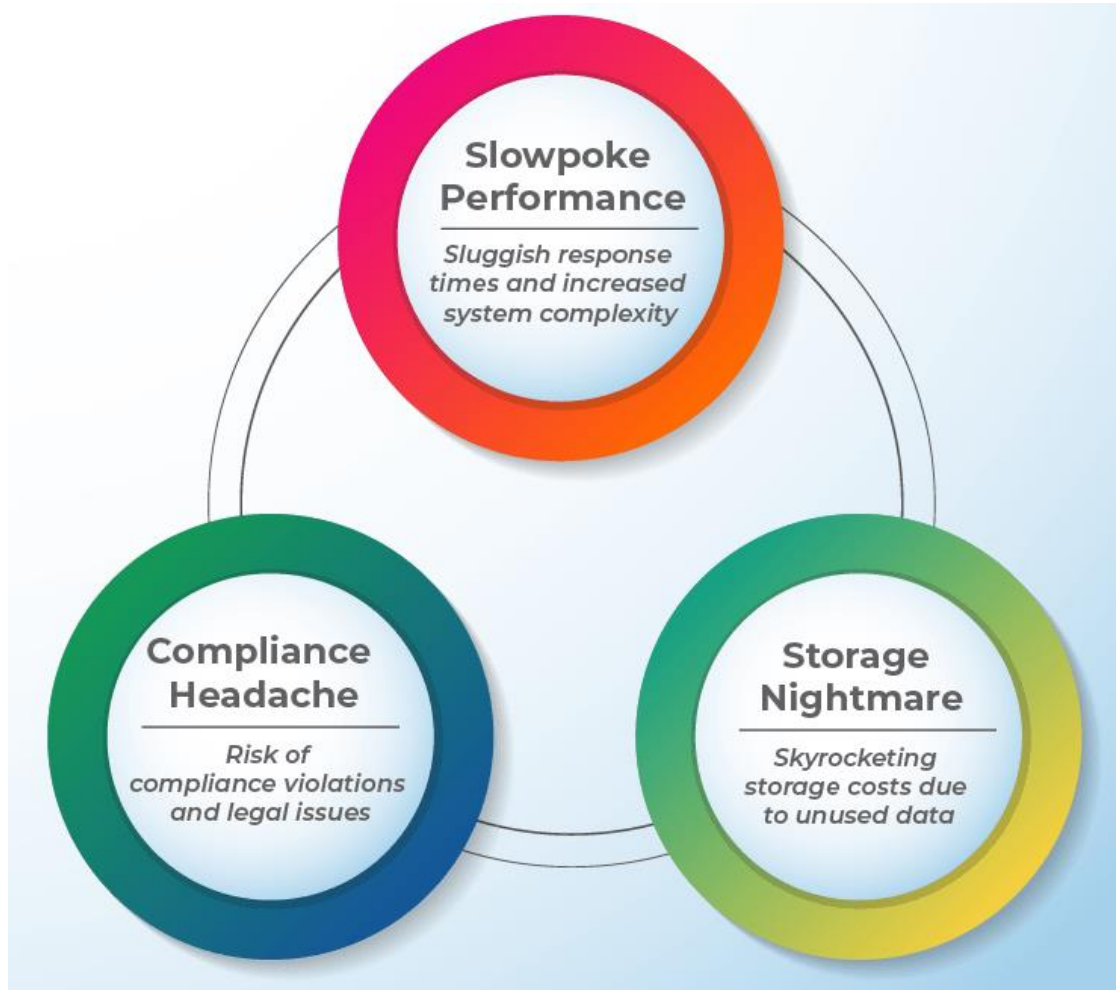 Slowpoke
Performance
Sluggish response
times and increased
system complexity
Compliance
Headache
Risk of
compliance violations
and legal issues
Storage
Nightmare
Skyrocketing
storage costs due
to unused data